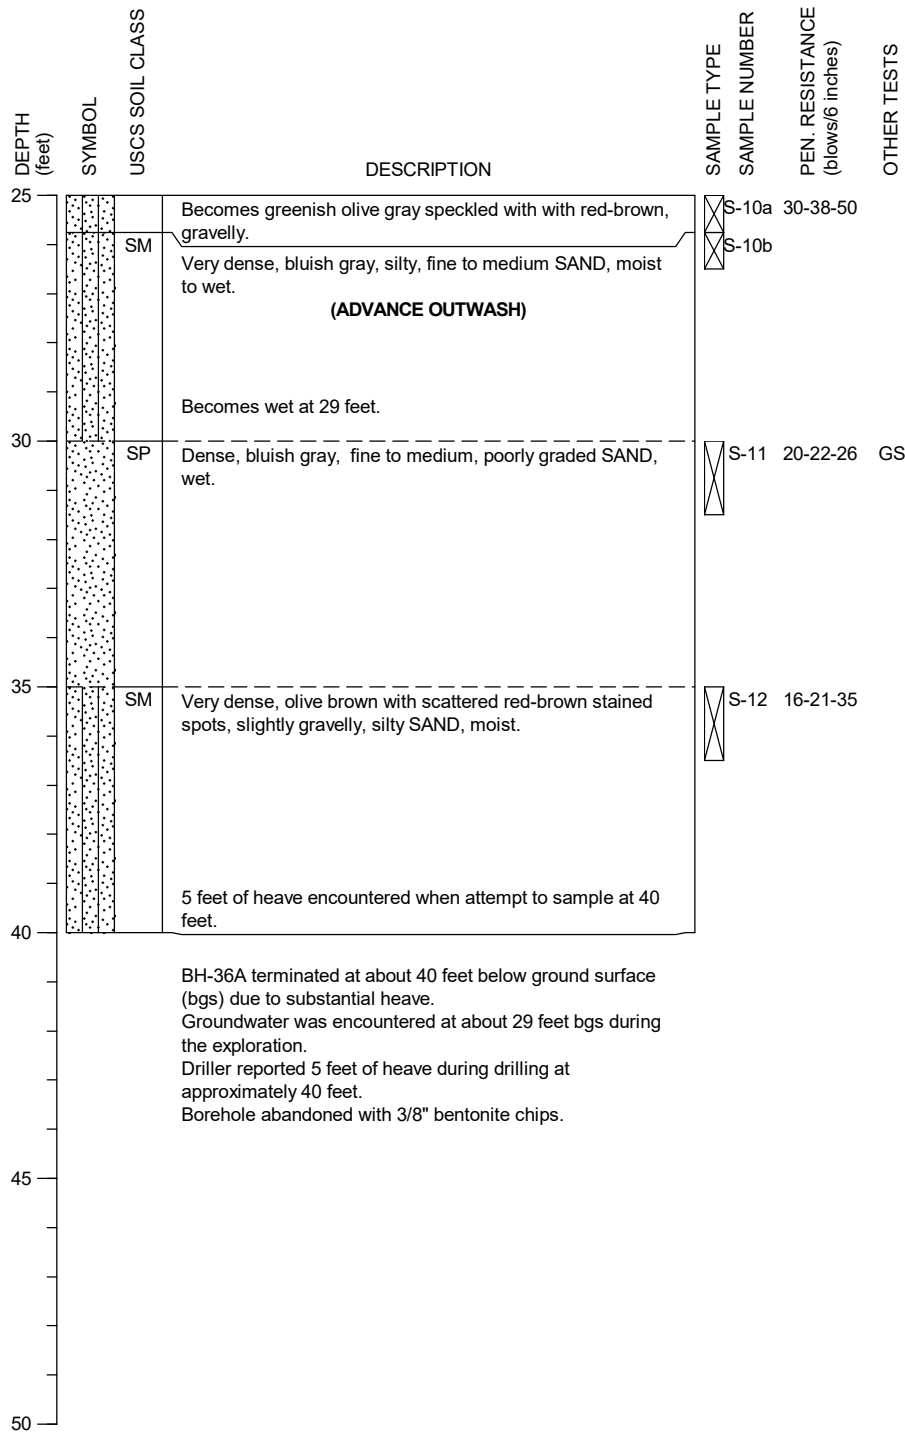 DEPTH
(feet)
SYMBOL
USCS SOIL CLASS
DESCRIPTION
SAMPLE TYPE
SAMPLE NUMBER
PEN. RESISTANCE
(blows/6 inches)
OTHER TESTS
25
Becomes greenish olive gray speckled with with red-brown,
gravelly.
S-10a 30-38-50
SM
S-10b
Very dense, bluish gray, silty, fine to medium SAND, moist
to wet.
(ADVANCE OUTWASH)
Becomes wet at 29 feet.
30
SP
Dense, bluish gray, fine to medium, poorly graded SAND,
wet.
S-11 20-22-26 GS
35
SM
Very dense, olive brown with scattered red-brown stained
spots, slightly gravelly, silty SAND, moist.
S-12 16-21-35
5 feet of heave encountered when attempt to sample at 40
feet.
40
BH-36A terminated at about 40 feet below ground surface
(bgs) due to substantial heave.
Groundwater was encountered at about 29 feet bgs during
the exploration.
Driller reported 5 feet of heave during drilling at
approximately 40 feet.
Borehole abandoned with 3/8" bentonite chips.
45
50